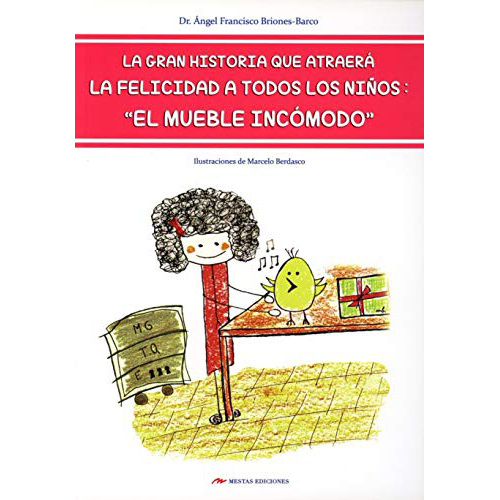 Dr. Ángel Francisco Briones-Barco
LA GRAN HISTORIA QUE ATRAERÁ
LA FELICIDAD A TODOS LOS NIÑOS:
“EL MUEBLE INCÓMODO”
Ilustraciones de Marcelo Berdasco
MG
T.Q.
E
MESTAS EDICIONES